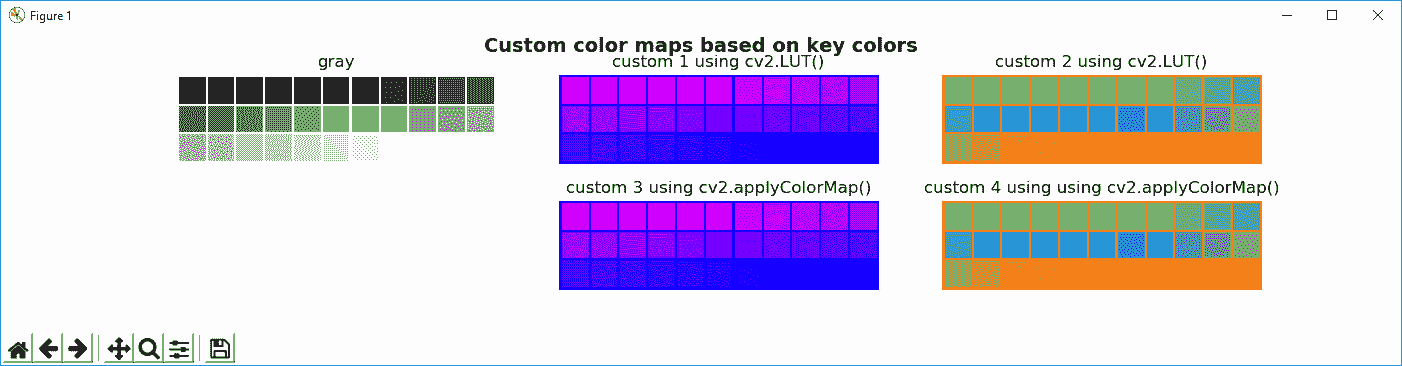 Figure 1
Custom color maps based on key colors
gray
custom 1 using cv2.LUT()
custom 2 using cv2.LUT()
custom 3 using cv2.applyColorMap()
custom 4 using using cv2.applyColorMap()